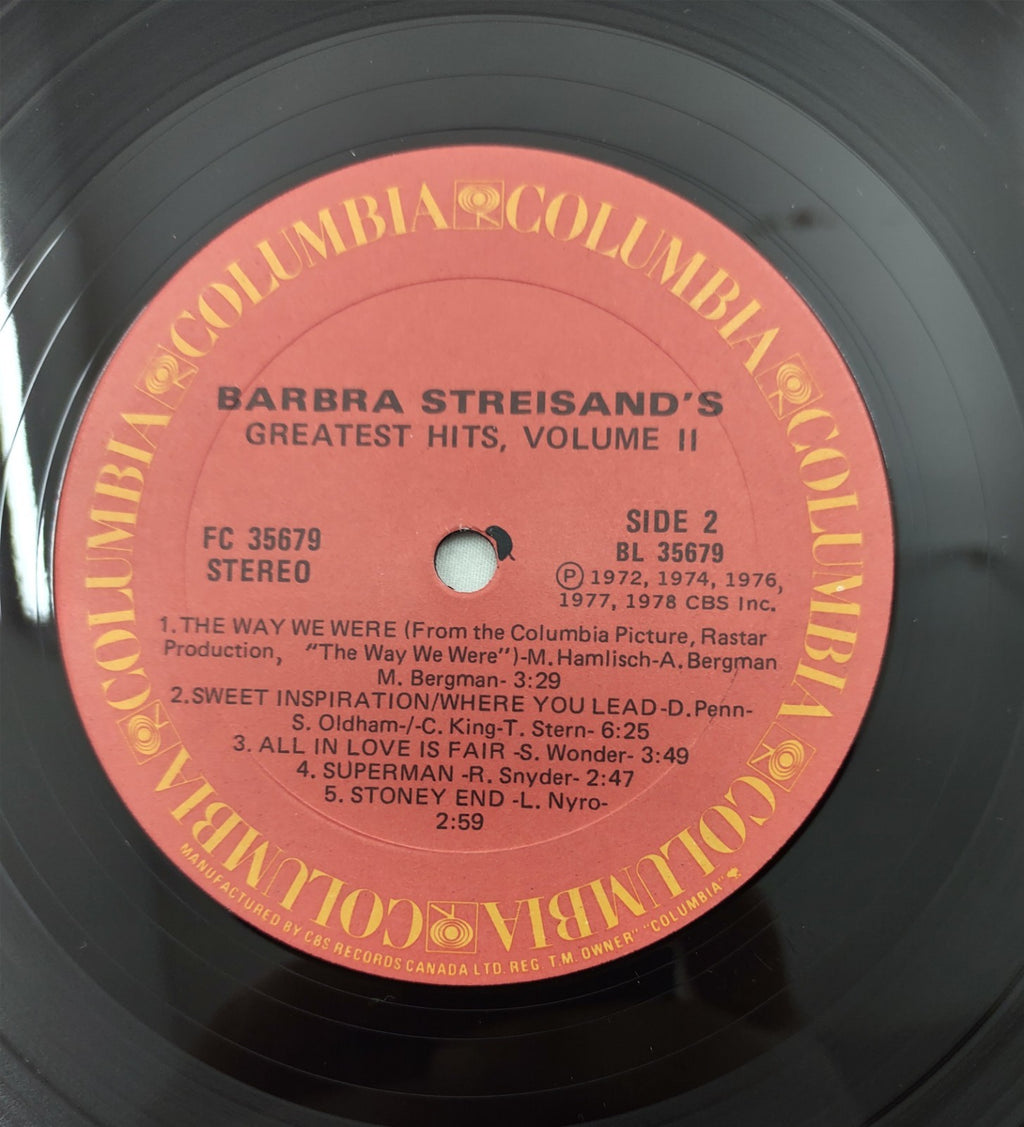 COLUMBIA COLUMBIA COLUMBIA COLUMBIA COLUMBIA COLUMBIA COLUMBIA COLUMBIA
BARBRA STREISAND'S
GREATEST HITS, VOLUME II
FC 35679
STEREO
SIDE 2
BL 35679
Ⓟ 1972, 1974, 1976,
1977, 1978 CBS Inc.
1. THE WAY WE WERE (From the Columbia Picture, Rastar
Production, "The Way We Were")-M. Hamlisch-A. Bergman
M. Bergman- 3:29
2. SWEET INSPIRATION/WHERE YOU LEAD -D. Penn-
S. Oldham-/-C. King-T. Stern- 6:25
3. ALL IN LOVE IS FAIR -S. Wonder- 3:49
4. SUPERMAN -R. Snyder- 2:47
5. STONEY END -L. Nyro-
2:59
MANUFACTURED BY CBS RECORDS CANADA LTD. REG. T.M. OWNER" "COLUMBIA"